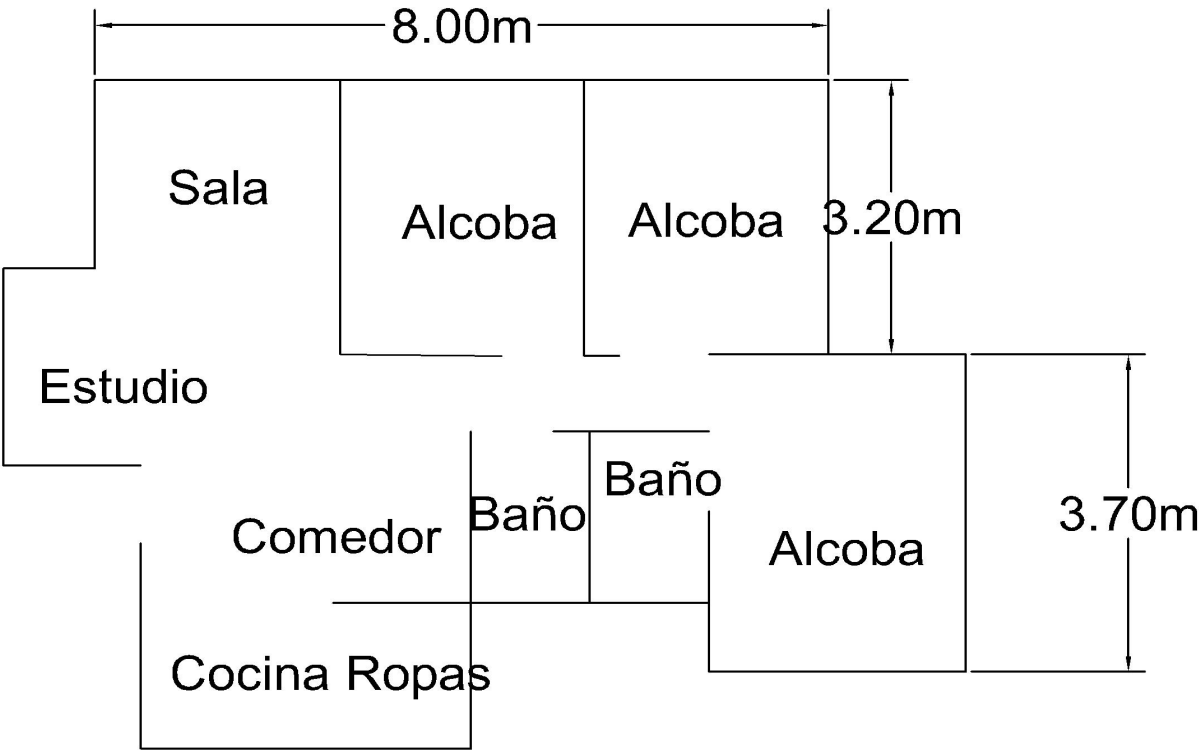 8.00m
Sala
Alcoba
Alcoba
3.20m
Estudio
Baño
Baño
3.70m
Comedor
Alcoba
Cocina Ropas